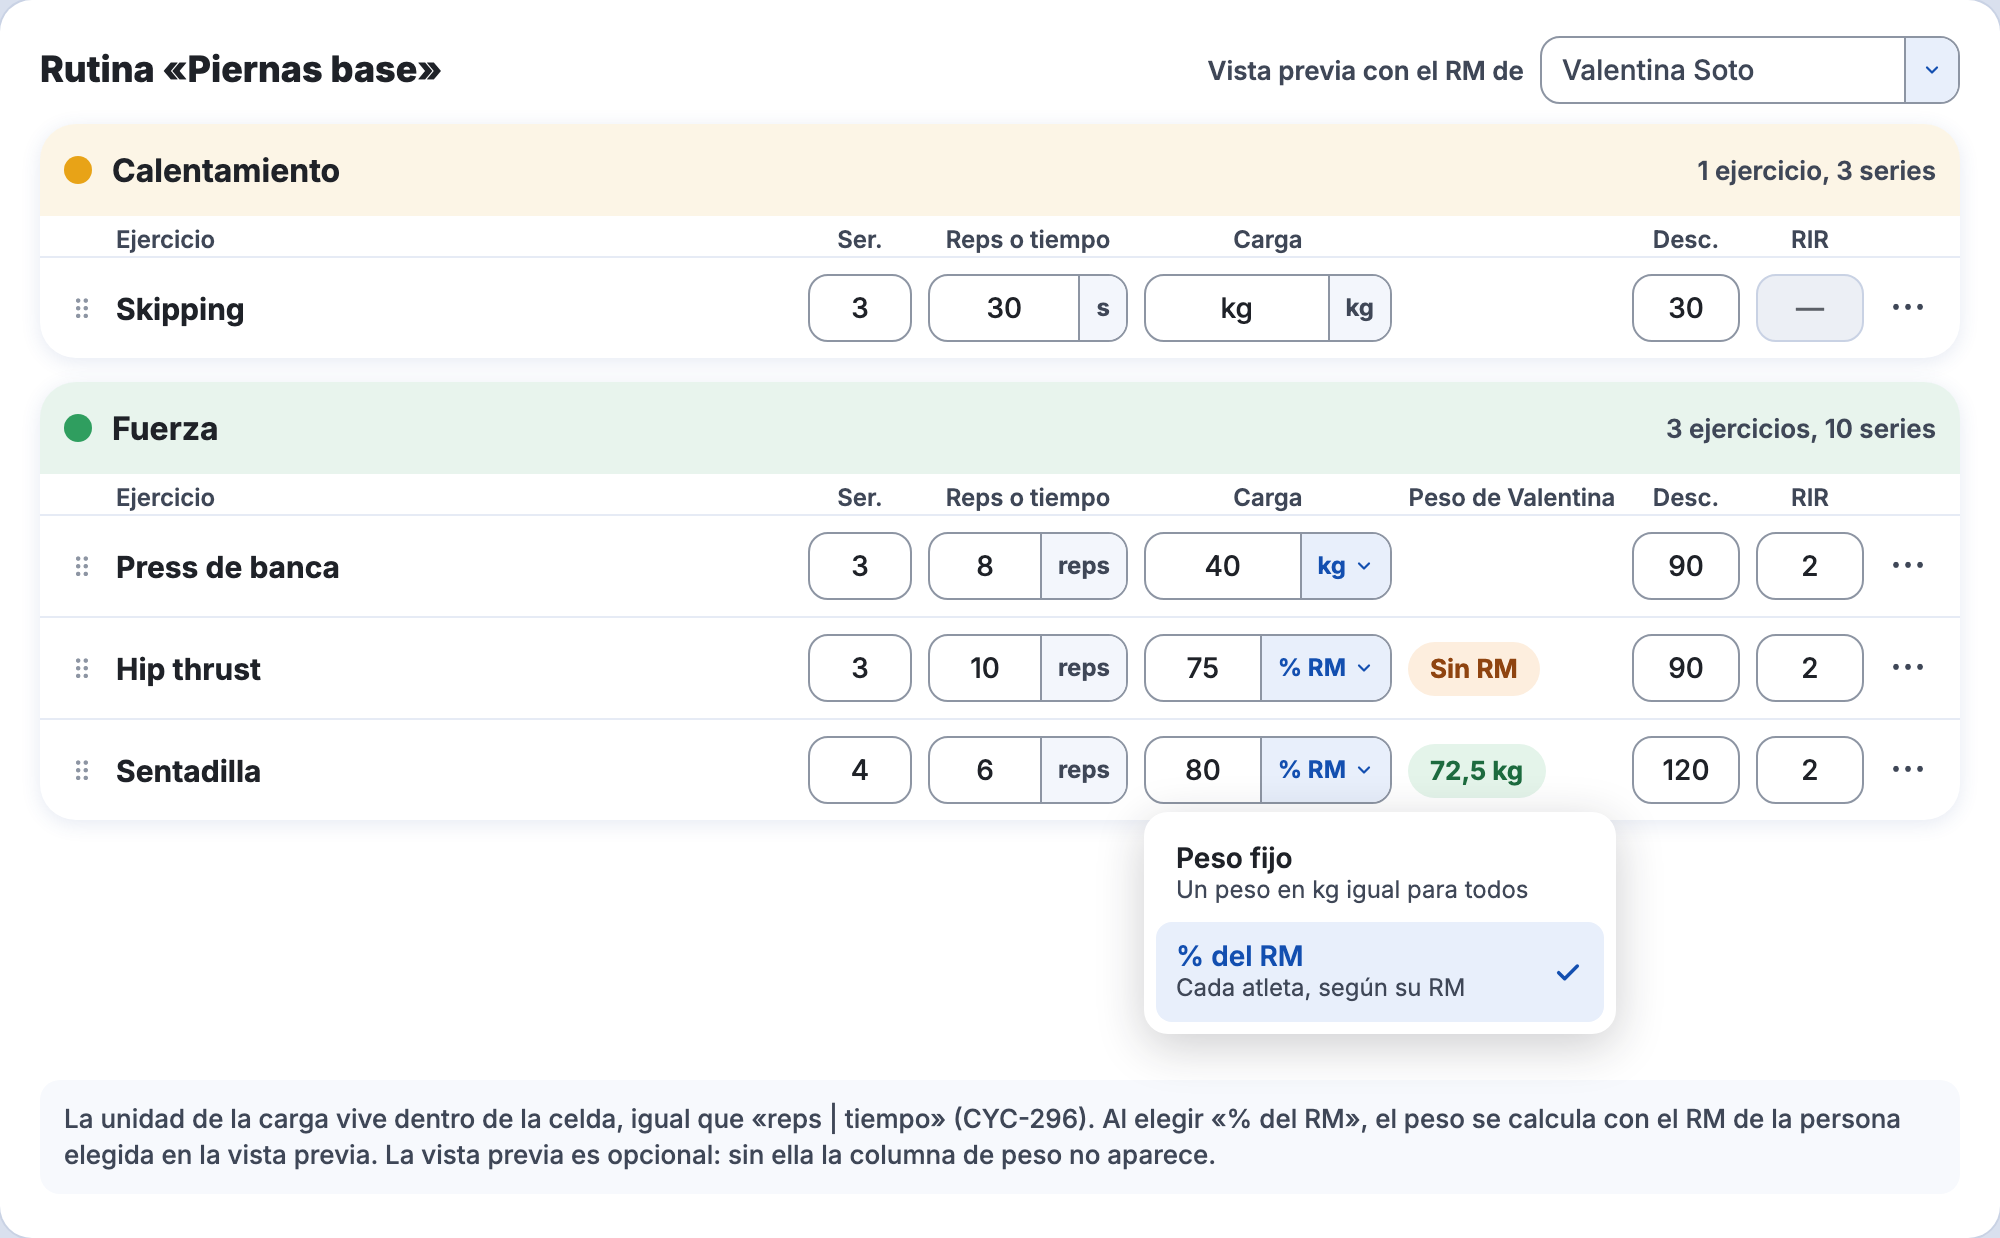 Rutina «Piernas base»
Vista previa con el RM de Valentina Soto
Calentamiento 1 ejercicio, 3 series
Ejercicio Ser. Reps o tiempo Carga Desc. RIR
Skipping 3 30 s kg kg 30 —
Fuerza 3 ejercicios, 10 series
Ejercicio Ser. Reps o tiempo Carga Peso de Valentina Desc. RIR
Press de banca 3 8 reps 40 kg 90 2
Hip thrust 3 10 reps 75 % RM Sin RM 90 2
Sentadilla 4 6 reps 80 % RM 72,5 kg 120 2
Peso fijo
Un peso en kg igual para todos
% del RM
Cada atleta, según su RM
La unidad de la carga vive dentro de la celda, igual que «reps | tiempo» (CYC-296). Al elegir «% del RM», el peso se calcula con el RM de la persona
elegida en la vista previa. La vista previa es opcional: sin ella la columna de peso no aparece.